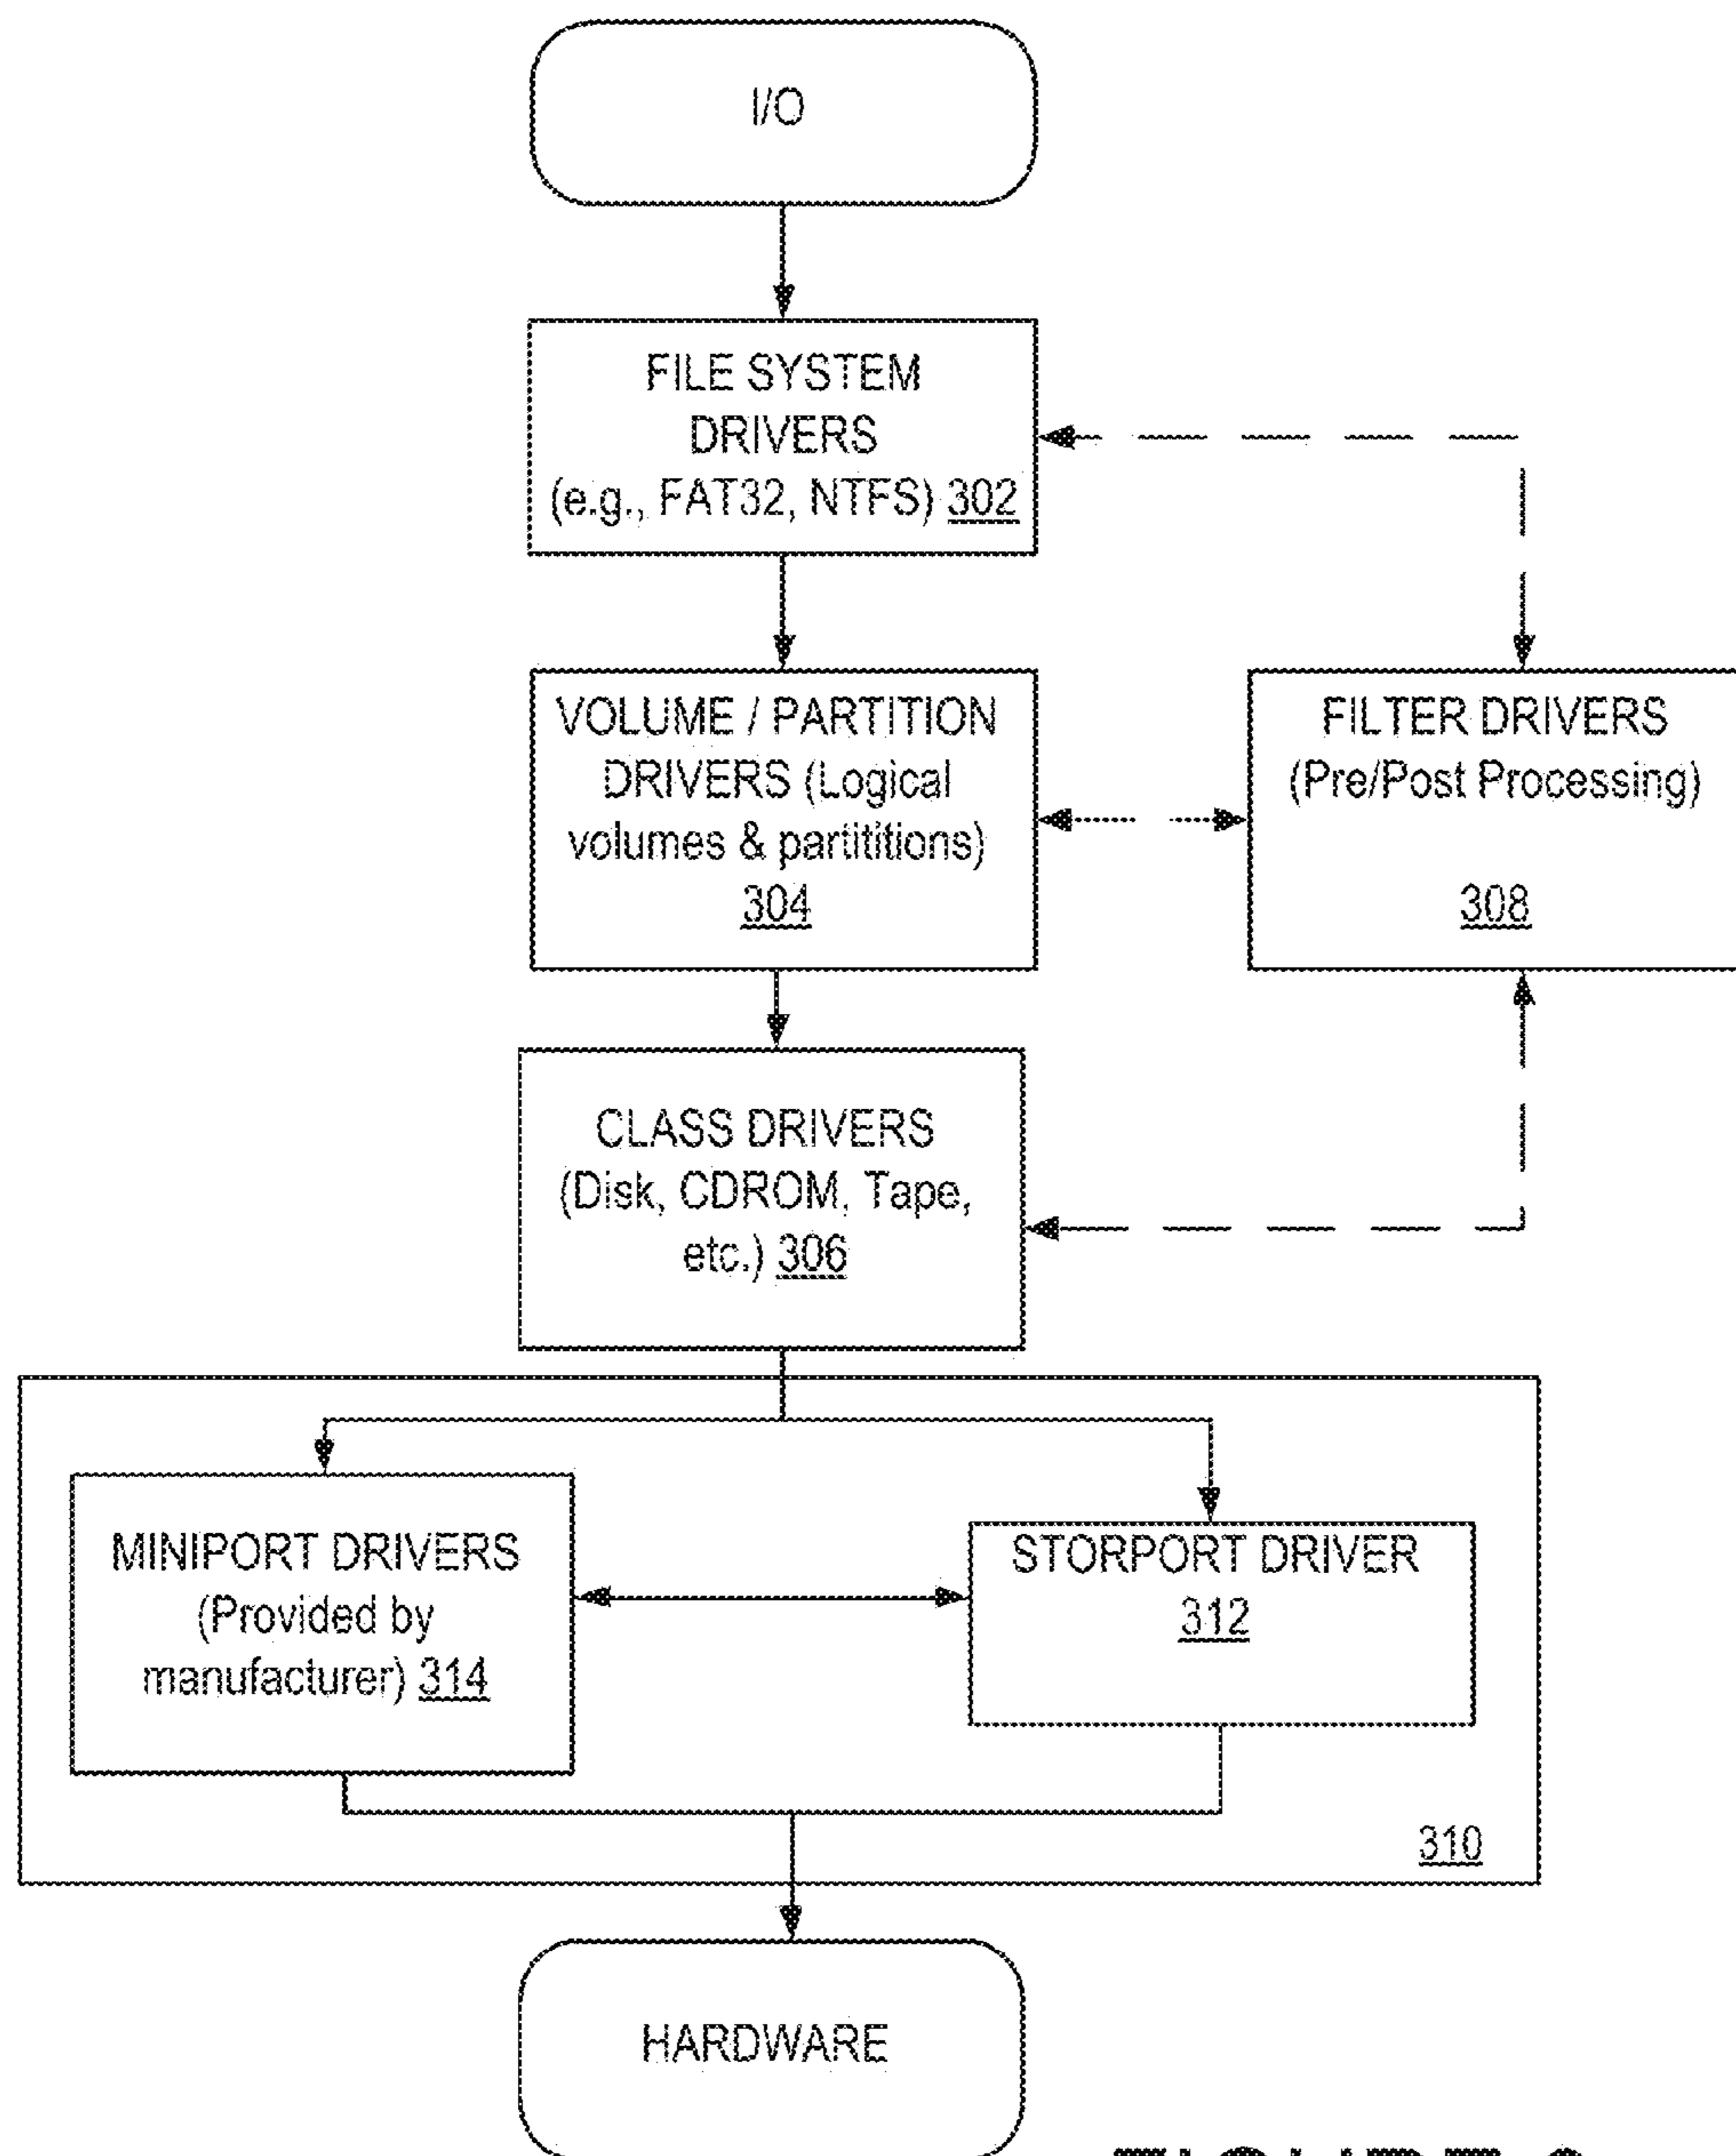 I/O
FILE SYSTEM
DRIVERS
(e.g., FAT32, NTFS) 302
VOLUME / PARTITION
DRIVERS (Logical
volumes & partititions)
304
FILTER DRIVERS
(Pre/Post Processing)
308
CLASS DRIVERS
(Disk, CDROM, Tape,
etc.) 306
MINIPORT DRIVERS
(Provided by
manufacturer) 314
STORPORT DRIVER
312
310
HARDWARE